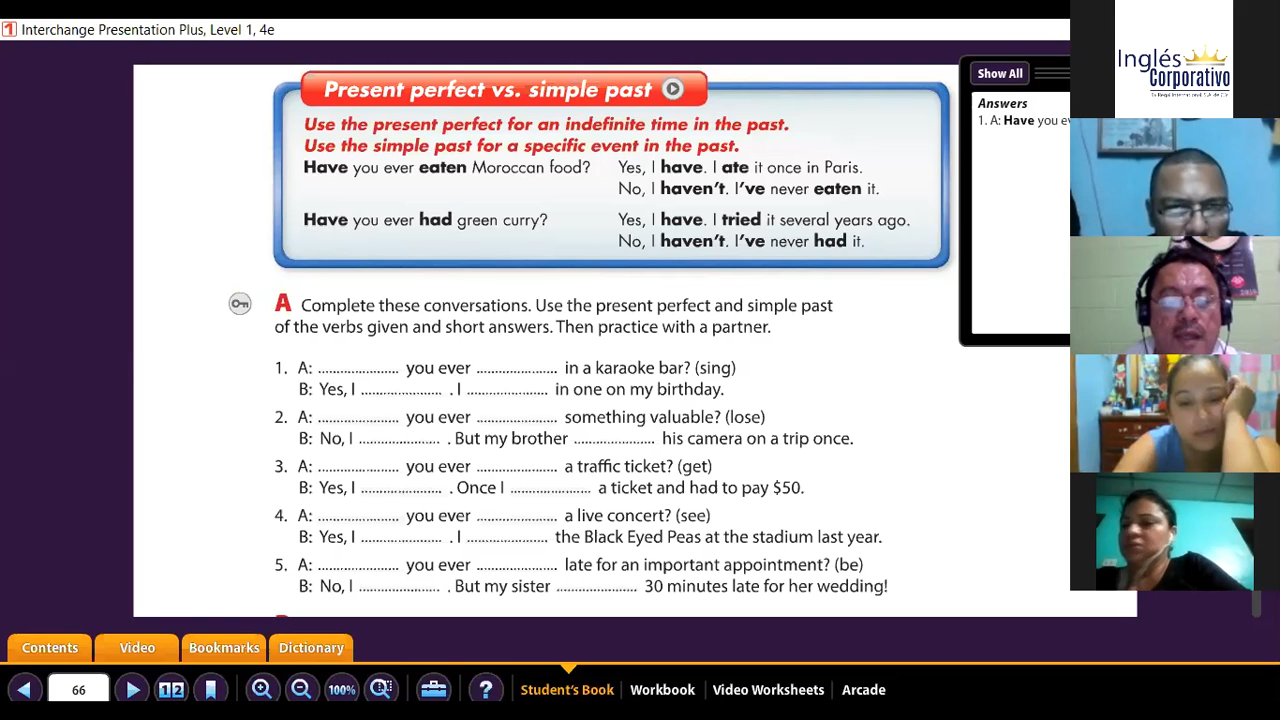 Interchange Presentation Plus, Level 1, 4e
Inglés
Corporativo
Present perfect vs. simple past
Use the present perfect for an indefinite time in the past.
Use the simple past for a specific event in the past.
Have you ever eaten Moroccan food? Yes, I have. I ate it once in Paris.
No, I haven't. I've never eaten it.
Have you ever had green curry? Yes, I have. I tried it several years ago.
No, I haven't. I've never had it.
Show All
Answers
1. A: Have you ev
A Complete these conversations. Use the present perfect and simple past
of the verbs given and short answers. Then practice with a partner.
1. A: ..................... you ever ..................... in a karaoke bar? (sing)
B: Yes, I ..................... . I ..................... in one on my birthday.
2. A: ..................... you ever ..................... something valuable? (lose)
B: No, I ..................... . But my brother ..................... his camera on a trip once.
3. A: ..................... you ever ..................... a traffic ticket? (get)
B: Yes, I ..................... . Once I ..................... a ticket and had to pay $50.
4. A: ..................... you ever ..................... a live concert? (see)
B: Yes, I ..................... . I ..................... the Black Eyed Peas at the stadium last year.
5. A: ..................... you ever ..................... late for an important appointment? (be)
B: No, I ..................... . But my sister ..................... 30 minutes late for her wedding!
Contents Video Bookmarks Dictionary
66 12 100% ? Student's Book Workbook Video Worksheets Arcade